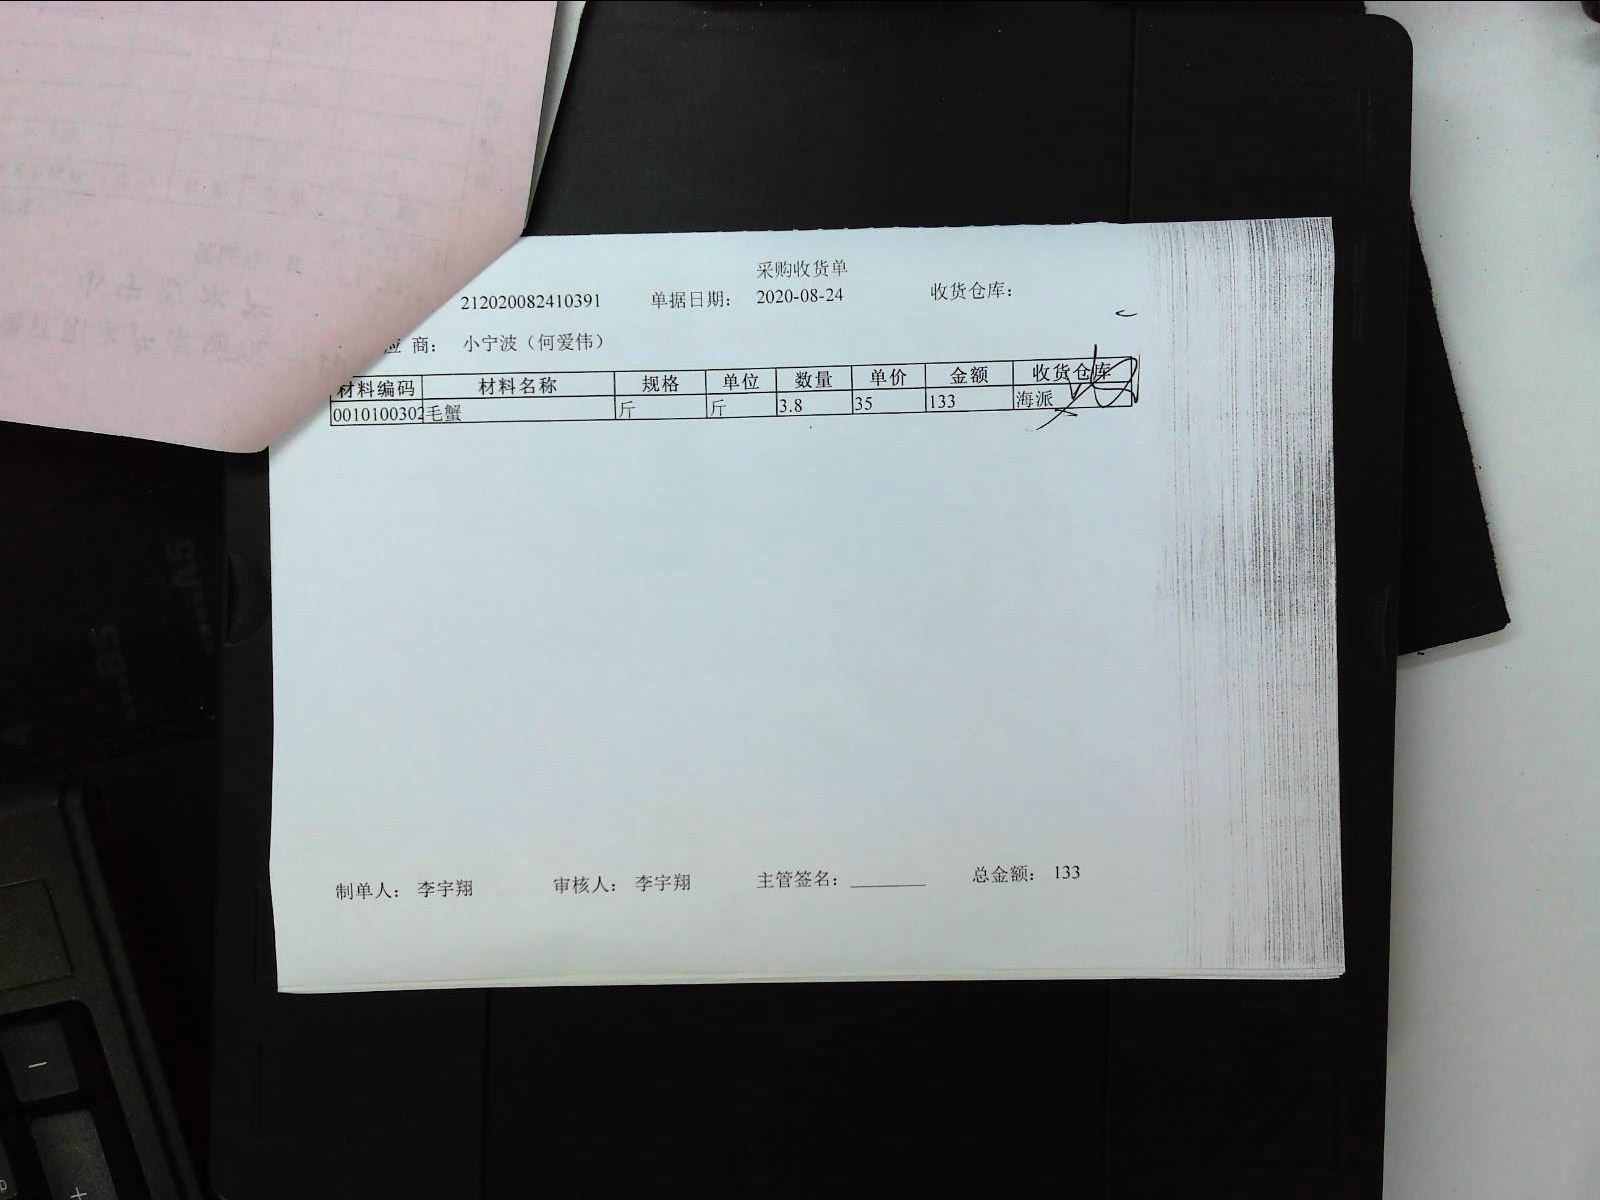 采购收货单
212020082410391 单据日期： 2020-08-24 收货仓库：
应 商： 小宁波（何爱伟）
材料编码 材料名称 规格 单位 数量 单价 金额 收货仓库
0010100302 毛蟹 斤 斤 3.8 35 133 海派
制单人： 李宇翔 审核人： 李宇翔 主管签名： 总金额： 133